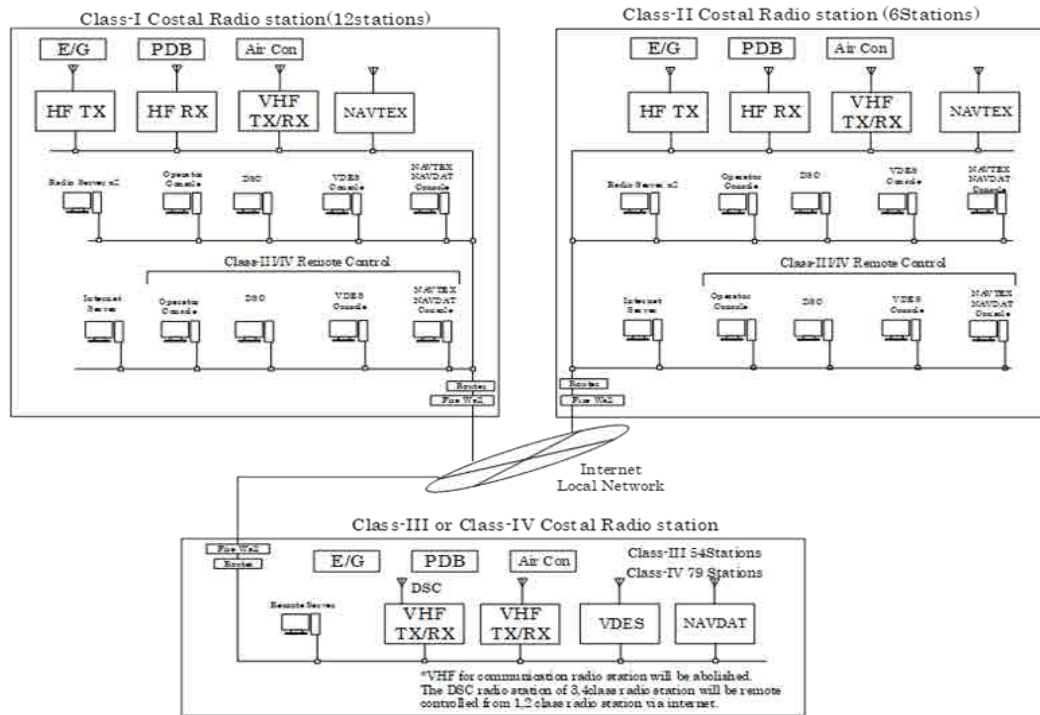 Class-I Costal Radio station(12stations)
E/G
PDB
Air Con
HF TX
HF RX
VHF
TX/RX
NAVTEX
Radio Server x2
Operator
Console
DSC
VDES
Console
NAVTEX
NAVDAT
Console
Class-III/IV Remote Control
Internet
Server
Operator
Console
DSC
VDES
Console
NAVTEX
NAVDAT
Console
Router
Fire Wall
Class-II Costal Radio station (6Stations)
E/G
PDB
Air Con
HF TX
HF RX
VHF
TX/RX
NAVTEX
Radio Server x2
Operator
Console
DSC
VDES
Console
NAVTEX
NAVDAT
Console
Class-III/IV Remote Control
Internet
Server
Operator
Console
DSC
VDES
Console
NAVTEX
NAVDAT
Console
Router
Fire Wall
Internet
Local Network
Class-III or Class-IV Costal Radio station
Fire Wall
Router
E/G
PDB
Air Con
Class-III 54Stations
Class-IV 79 Stations
Remote Server
DSC
VHF
TX/RX
VHF
TX/RX
VDES
NAVDAT
*VHF for communication radio station will be abolished.
The DSC radio station of 3,4class radio station will be remote
controlled from 1,2 class radio station via internet.